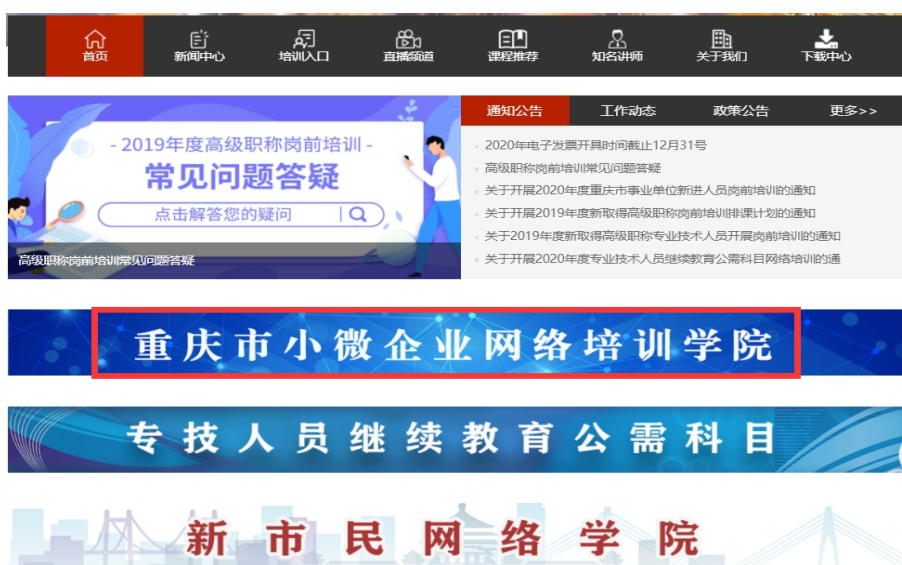 首页 新闻中心 培训入口 直播频道 课程推荐 知名讲师 关于我们 下载中心
- 2019年度高级职称岗前培训 -
常见问题答疑
点击解答您的疑问
高级职称岗前培训常见问题答疑
通知公告 工作动态 政策公告 更多>>
2020年电子发票开具时间截止12月31号
高级职称岗前培训常见问题答疑
关于开展2020年度重庆市事业单位新进人员岗前培训的通知
关于开展2019年度新取得高级职称岗前培训排课计划的通知
关于2019年度新取得高级职称专业技术人员开展岗前培训的通知
关于开展2020年度专业技术人员继续教育公需科目网络培训的通
重庆市小微企业网络培训学院
专技人员继续教育公需科目
新市民网络学院